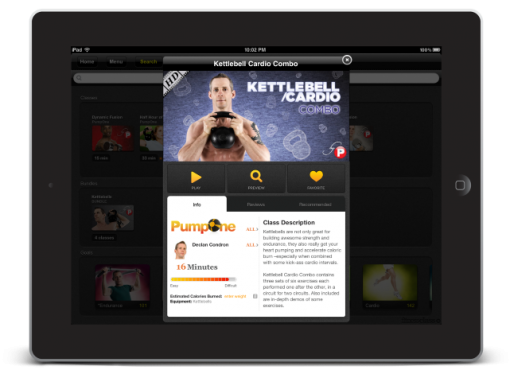 iPad
10:02 PM
100%
Home
Menu
Search
Kettlebell Cardio Combo
HD
KETTLEBELL
/CARDIO
COMBO
P
RUN
PREVIEW
FAVORITE
Info
Reviews
Recommended
PumpOne
Declan Condron
16 Minutes
Easy
Difficult
Estimated Calories Burned: enter weight
Equipment: Kettlebells
Class Description
Kettlebells are not only great for
building awesome strength and
endurance, they also really get your
heart pumping and accelerate caloric
burn -especially when combined
with some kick-ass cardio intervals.
Kettlebell Cardio Combo contains
three sets of six exercises each
performed one after the other, in a
circuit for two circuits. Also included
are in-depth demos of some
exercises.